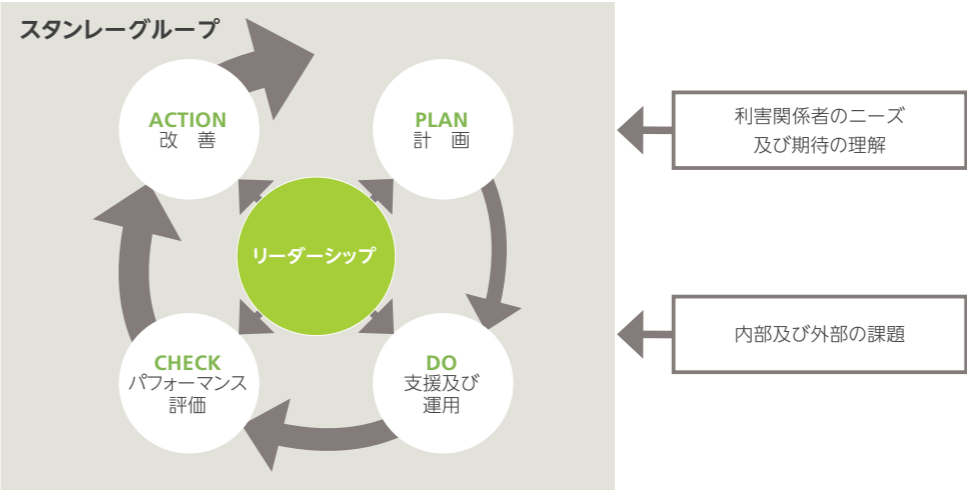 スタンレーグループ
ACTION
改　善
PLAN
計　画
リーダーシップ
CHECK
パフォーマンス
評価
DO
支援及び
運用
利害関係者のニーズ
及び期待の理解
内部及び外部の課題